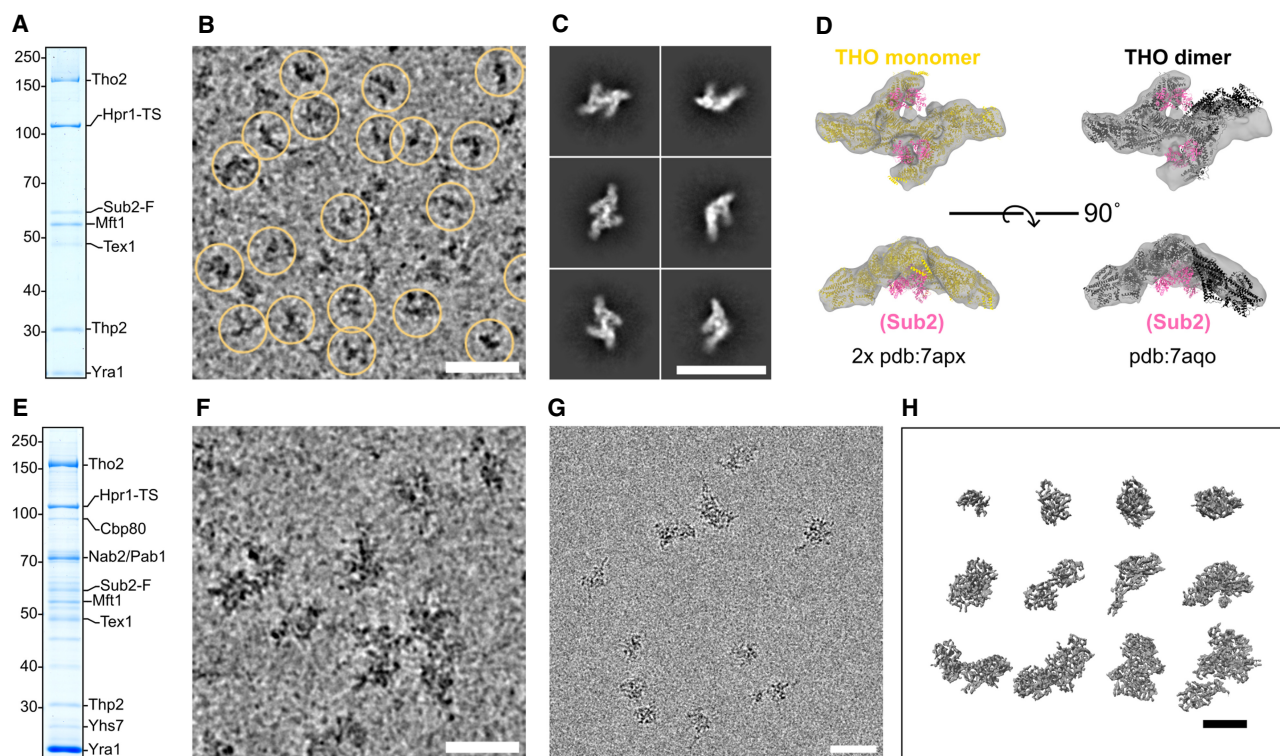 A
250
150
100
70
50
40
30
Tho2
Hpr1-TS
Sub2-F
Mft1
Tex1
Thp2
Yra1
B
C
D
THO monomer
THO dimer
90°
(Sub2)
(Sub2)
2x pdb:7apx
pdb:7aqo
E
250
150
100
70
50
40
30
Tho2
Hpr1-TS
Cbp80
Nab2/Pab1
Sub2-F
Mft1
Tex1
Thp2
Yhs7
Yra1
F
G
H